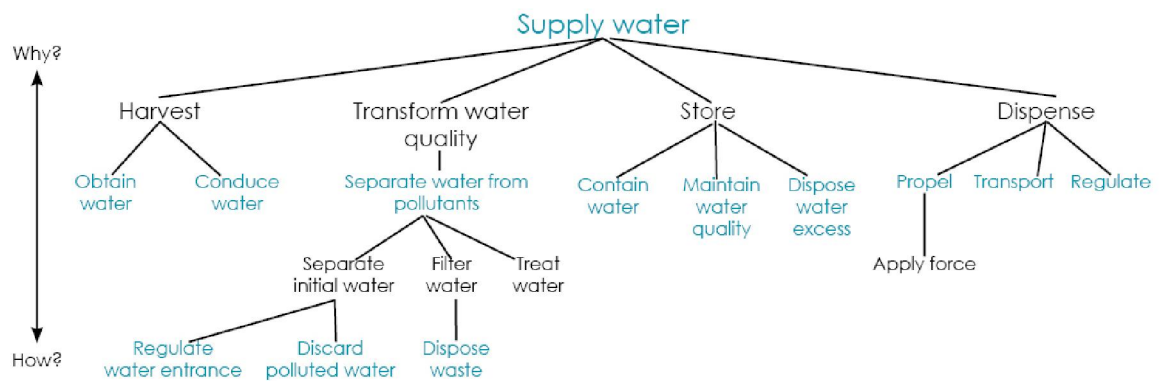 Supply water
Why?
Harvest
Transform water
quality
Store
Dispense
Obtain
water
Conduce
water
Separate water from
pollutants
Contain
water
Maintain
water
quality
Dispose
water
excess
Propel
Transport
Regulate
Separate
initial water
Filter
water
Treat
water
Apply force
How?
Regulate
water entrance
Discard
polluted water
Dispose
waste